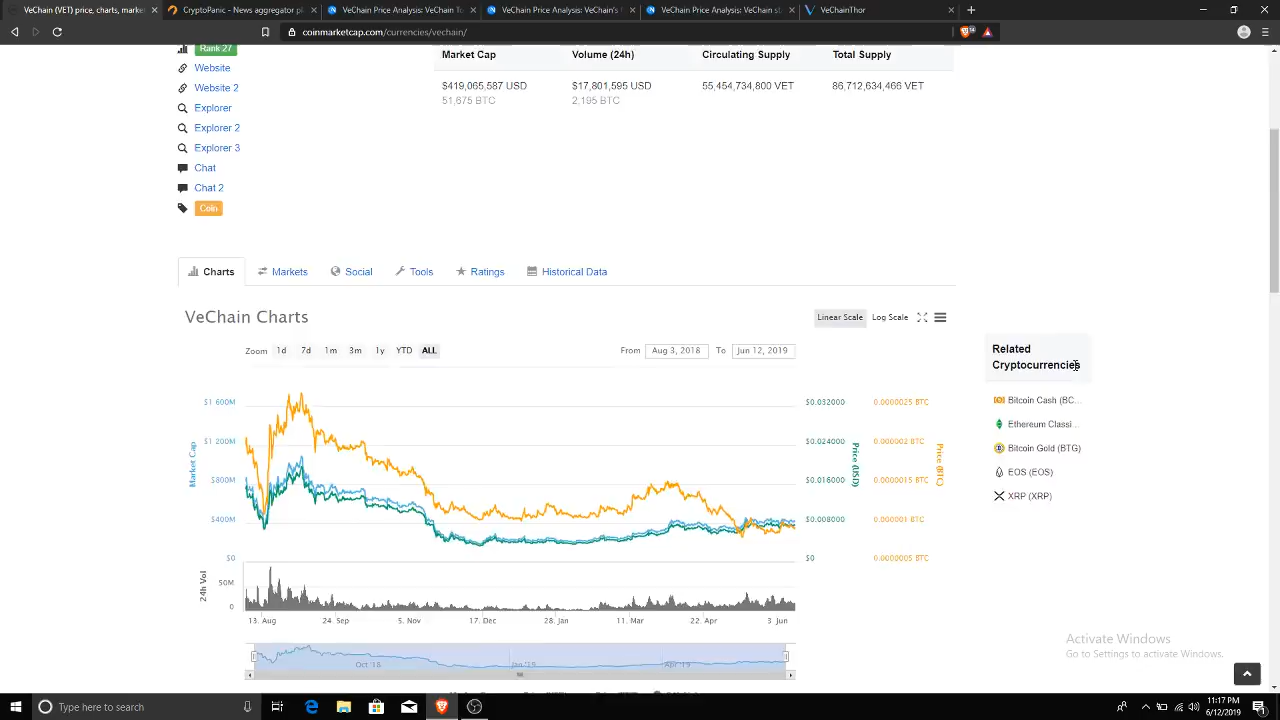 VeChain (VET) price, charts, market
CryptoPanic - News aggregator pl
VeChain Price Analysis: VeChain To
VeChain Price Analysis: VeChain's
VeChain Price Analysis: VeChain st
VeChainThor
coinmarketcap.com/currencies/vechain/
Rank 27
Website
Website 2
Explorer
Explorer 2
Explorer 3
Chat
Chat 2
Coin
Market Cap
Volume (24h)
Circulating Supply
Total Supply
$419,065,587 USD
$17,801,595 USD
55,454,734,800 VET
86,712,634,466 VET
51,675 BTC
2,195 BTC
Charts
Markets
Social
Tools
Ratings
Historical Data
VeChain Charts
Linear Scale
Log Scale
Zoom 1d 7d 1m 3m 1y YTD ALL
From Aug 3, 2018 To Jun 12, 2019
Related
Cryptocurrencies
Bitcoin Cash (BC...
Ethereum Classi...
Bitcoin Gold (BTG)
EOS (EOS)
XRP (XRP)
$1 600M
$1 200M
$800M
$400M
$0
Market Cap
$0.032000
$0.024000
$0.016000
$0.008000
$0
Price (USD)
0.0000025 BTC
0.000002 BTC
0.0000015 BTC
0.000001 BTC
0.0000005 BTC
Price (BTC)
24h Vol
50M
0
13. Aug
24. Sep
5. Nov
17. Dec
28. Jan
11. Mar
22. Apr
3 Jun
Oct '18
Jan '19
Apr '19
Activate Windows
Go to Settings to activate Windows.
Type here to search
11:17 PM
6/12/2019